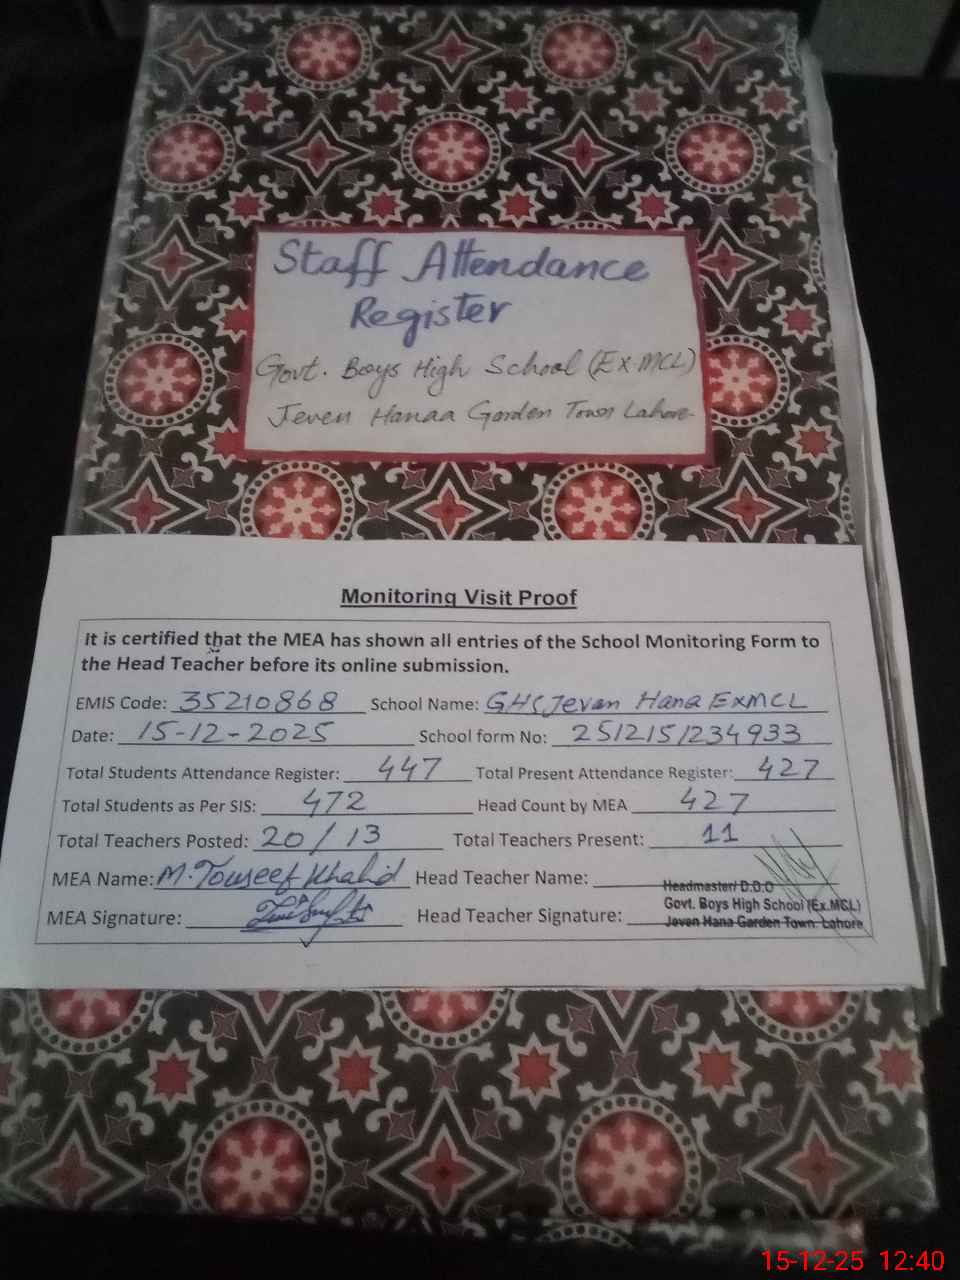 Staff Attendance
Register
Govt. Boys High School (Ex.MCL)
Jeven Hanaa Garden Town Lahore
Monitoring Visit Proof
It is certified that the MEA has shown all entries of the School Monitoring Form to
the Head Teacher before its online submission.
EMIS Code: 35210868 School Name: GHS Jevan Hana ExMCL
Date: 15-12-2025 School form No: 2512151234933
Total Students Attendance Register: 447 Total Present Attendance Register: 427
Total Students as Per SIS: 472 Head Count by MEA 427
Total Teachers Posted: 20/13 Total Teachers Present: 11
MEA Name: M. Touseef Khalid Head Teacher Name:
Headmaster/ D.D.O
Govt. Boys High School (Ex.MCL)
MEA Signature: Head Teacher Signature:
Jeven Hana Garden Town. Lahore
15-12-25 12:40